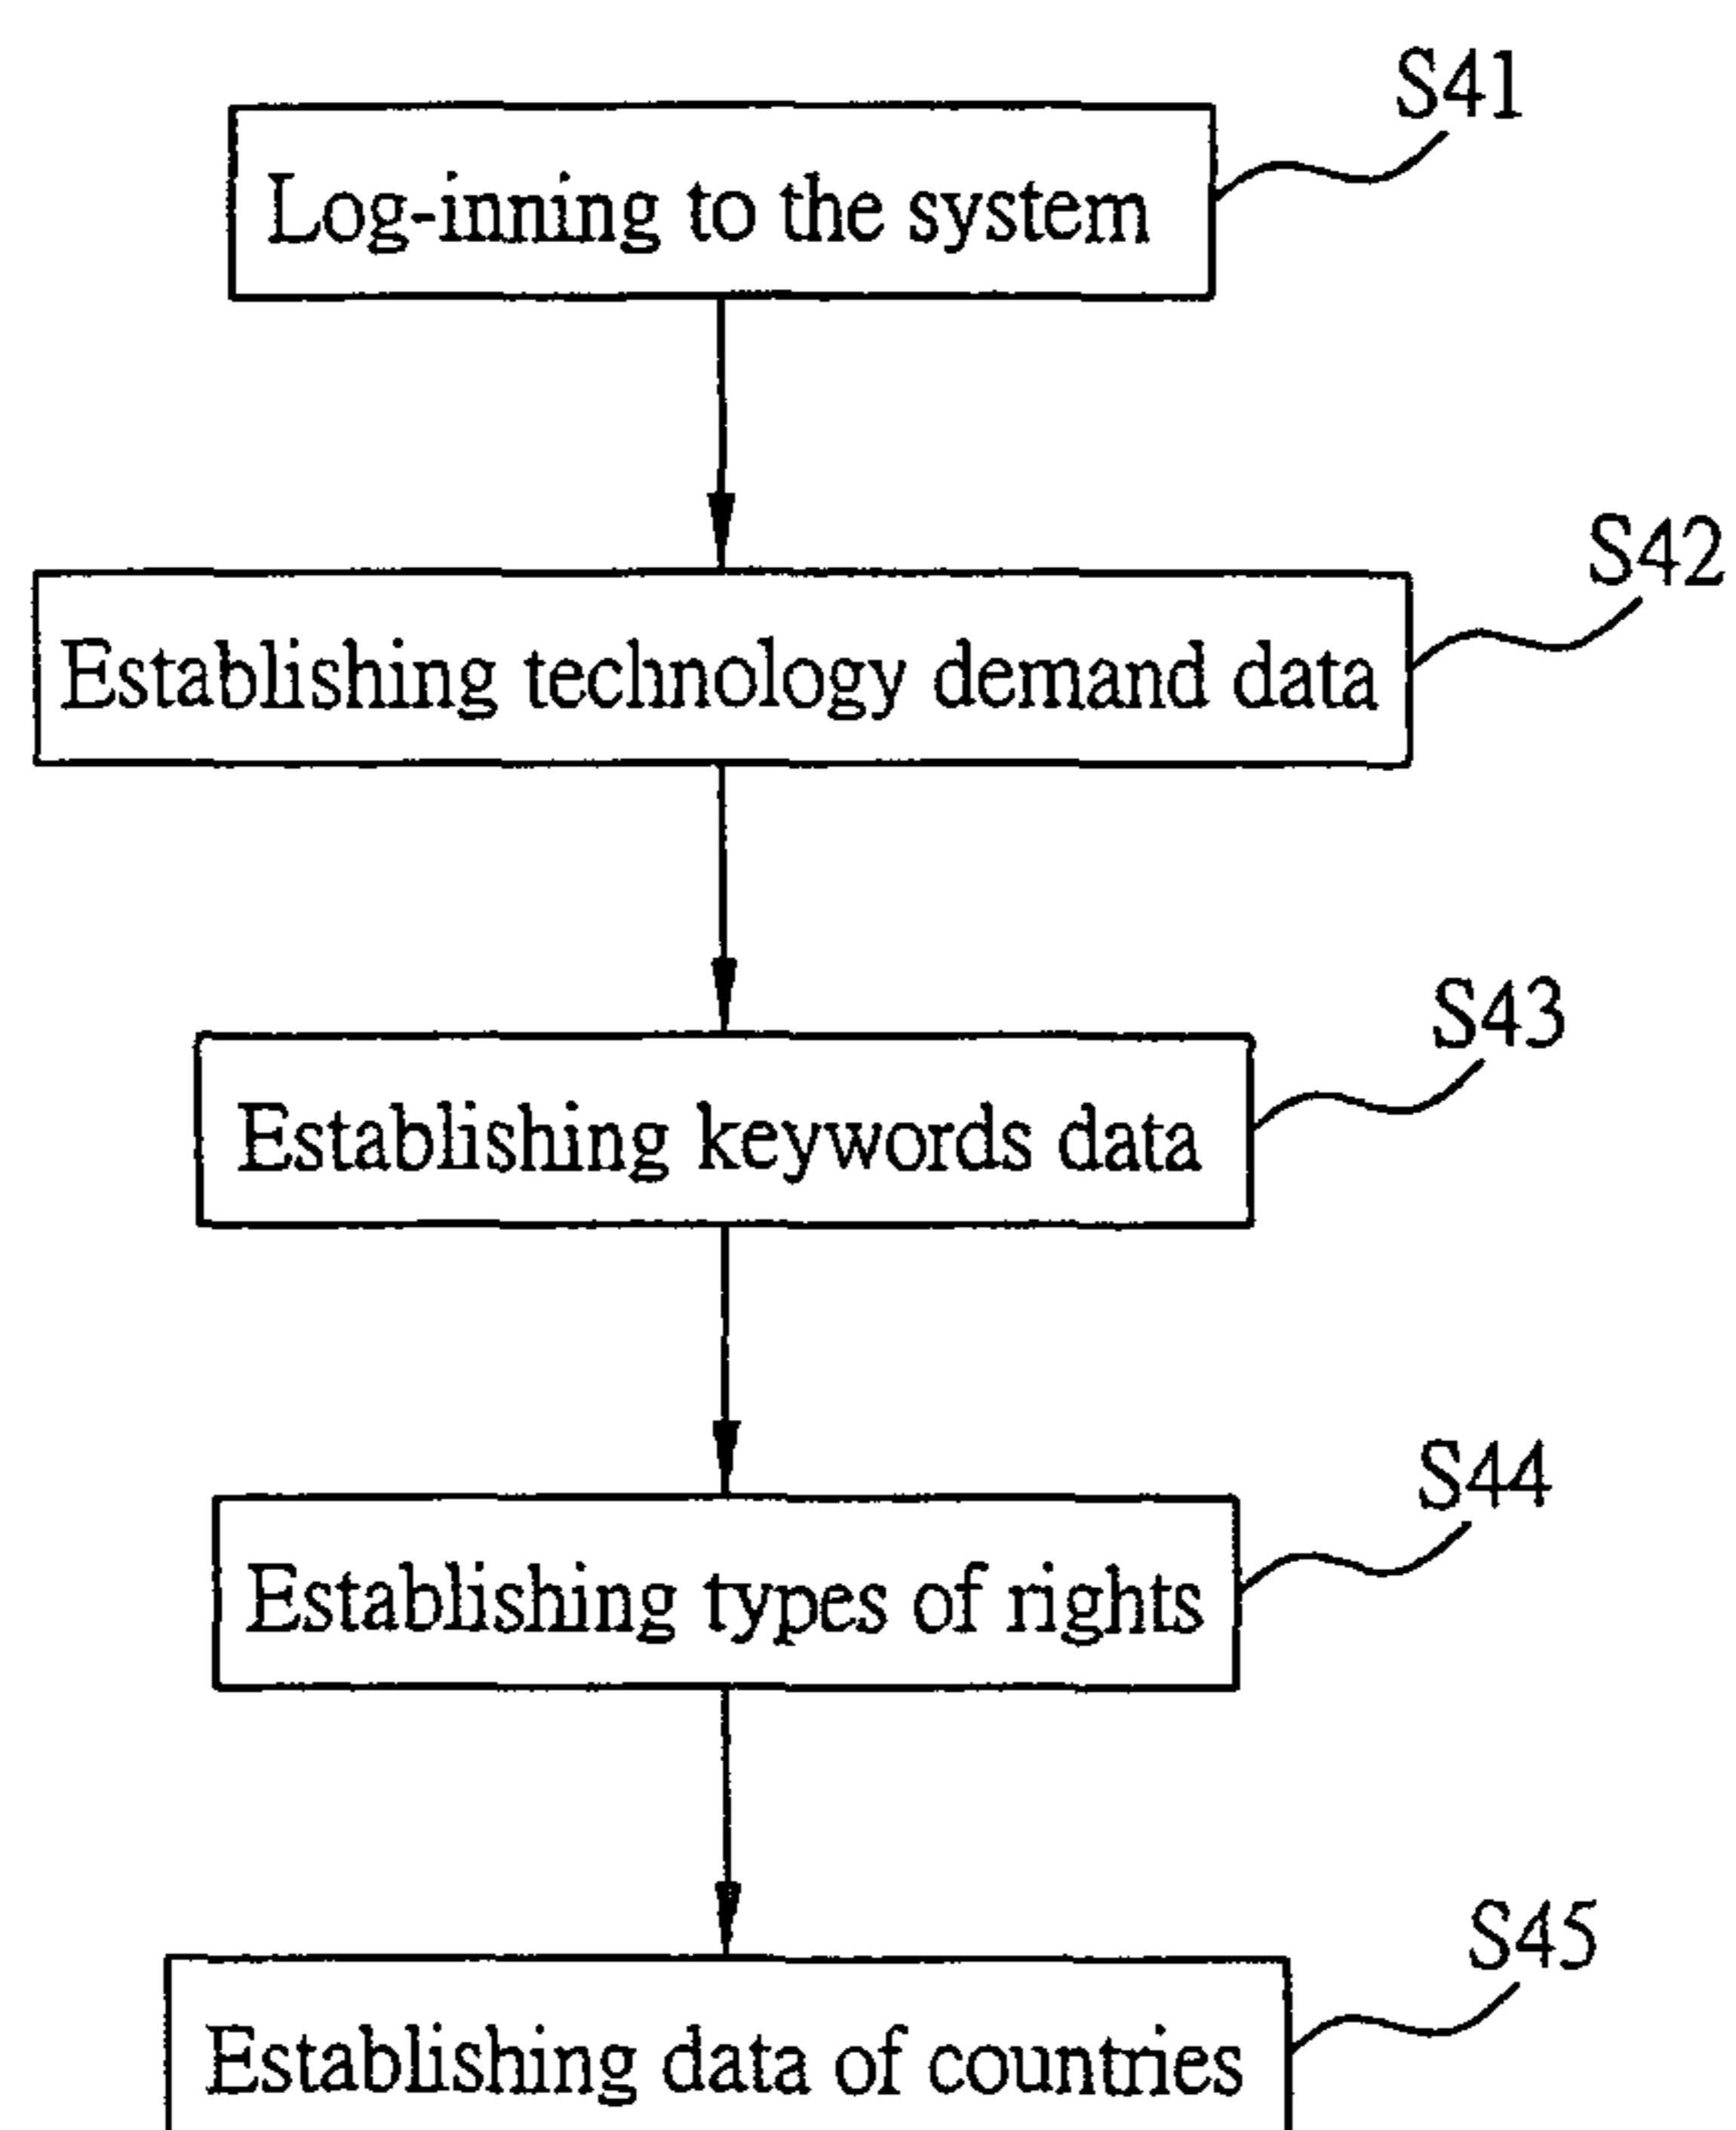 S41
Log-inning to the system
S42
Establishing technology demand data
S43
Establishing keywords data
S44
Establishing types of rights
S45
Establishing data of countries